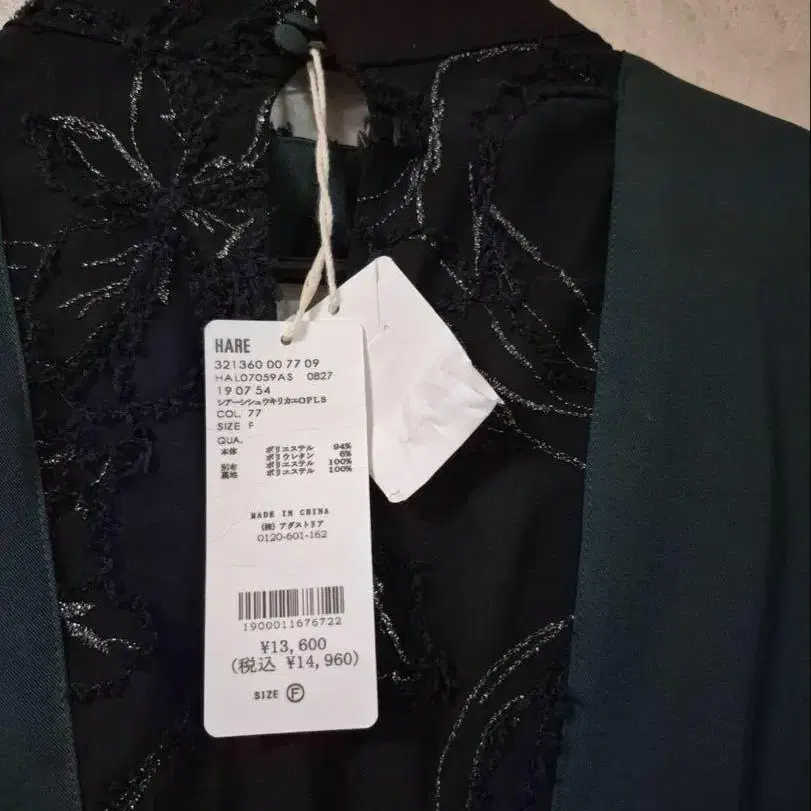 HARE
321360 00 77 09
HAL07059AS 0827
19 07 54
シアーシシュウキリカエOPLS
COL. 77
SIZE F
QUA.
本体 ポリエステル 94%
ポリウレタン 6%
別布 ポリエステル 100%
裏地 ポリエステル 100%
MADE IN CHINA
(株)アダストリア
0120-601-162
1900011676722
¥13,600
(税込 ¥14,960)
SIZE F